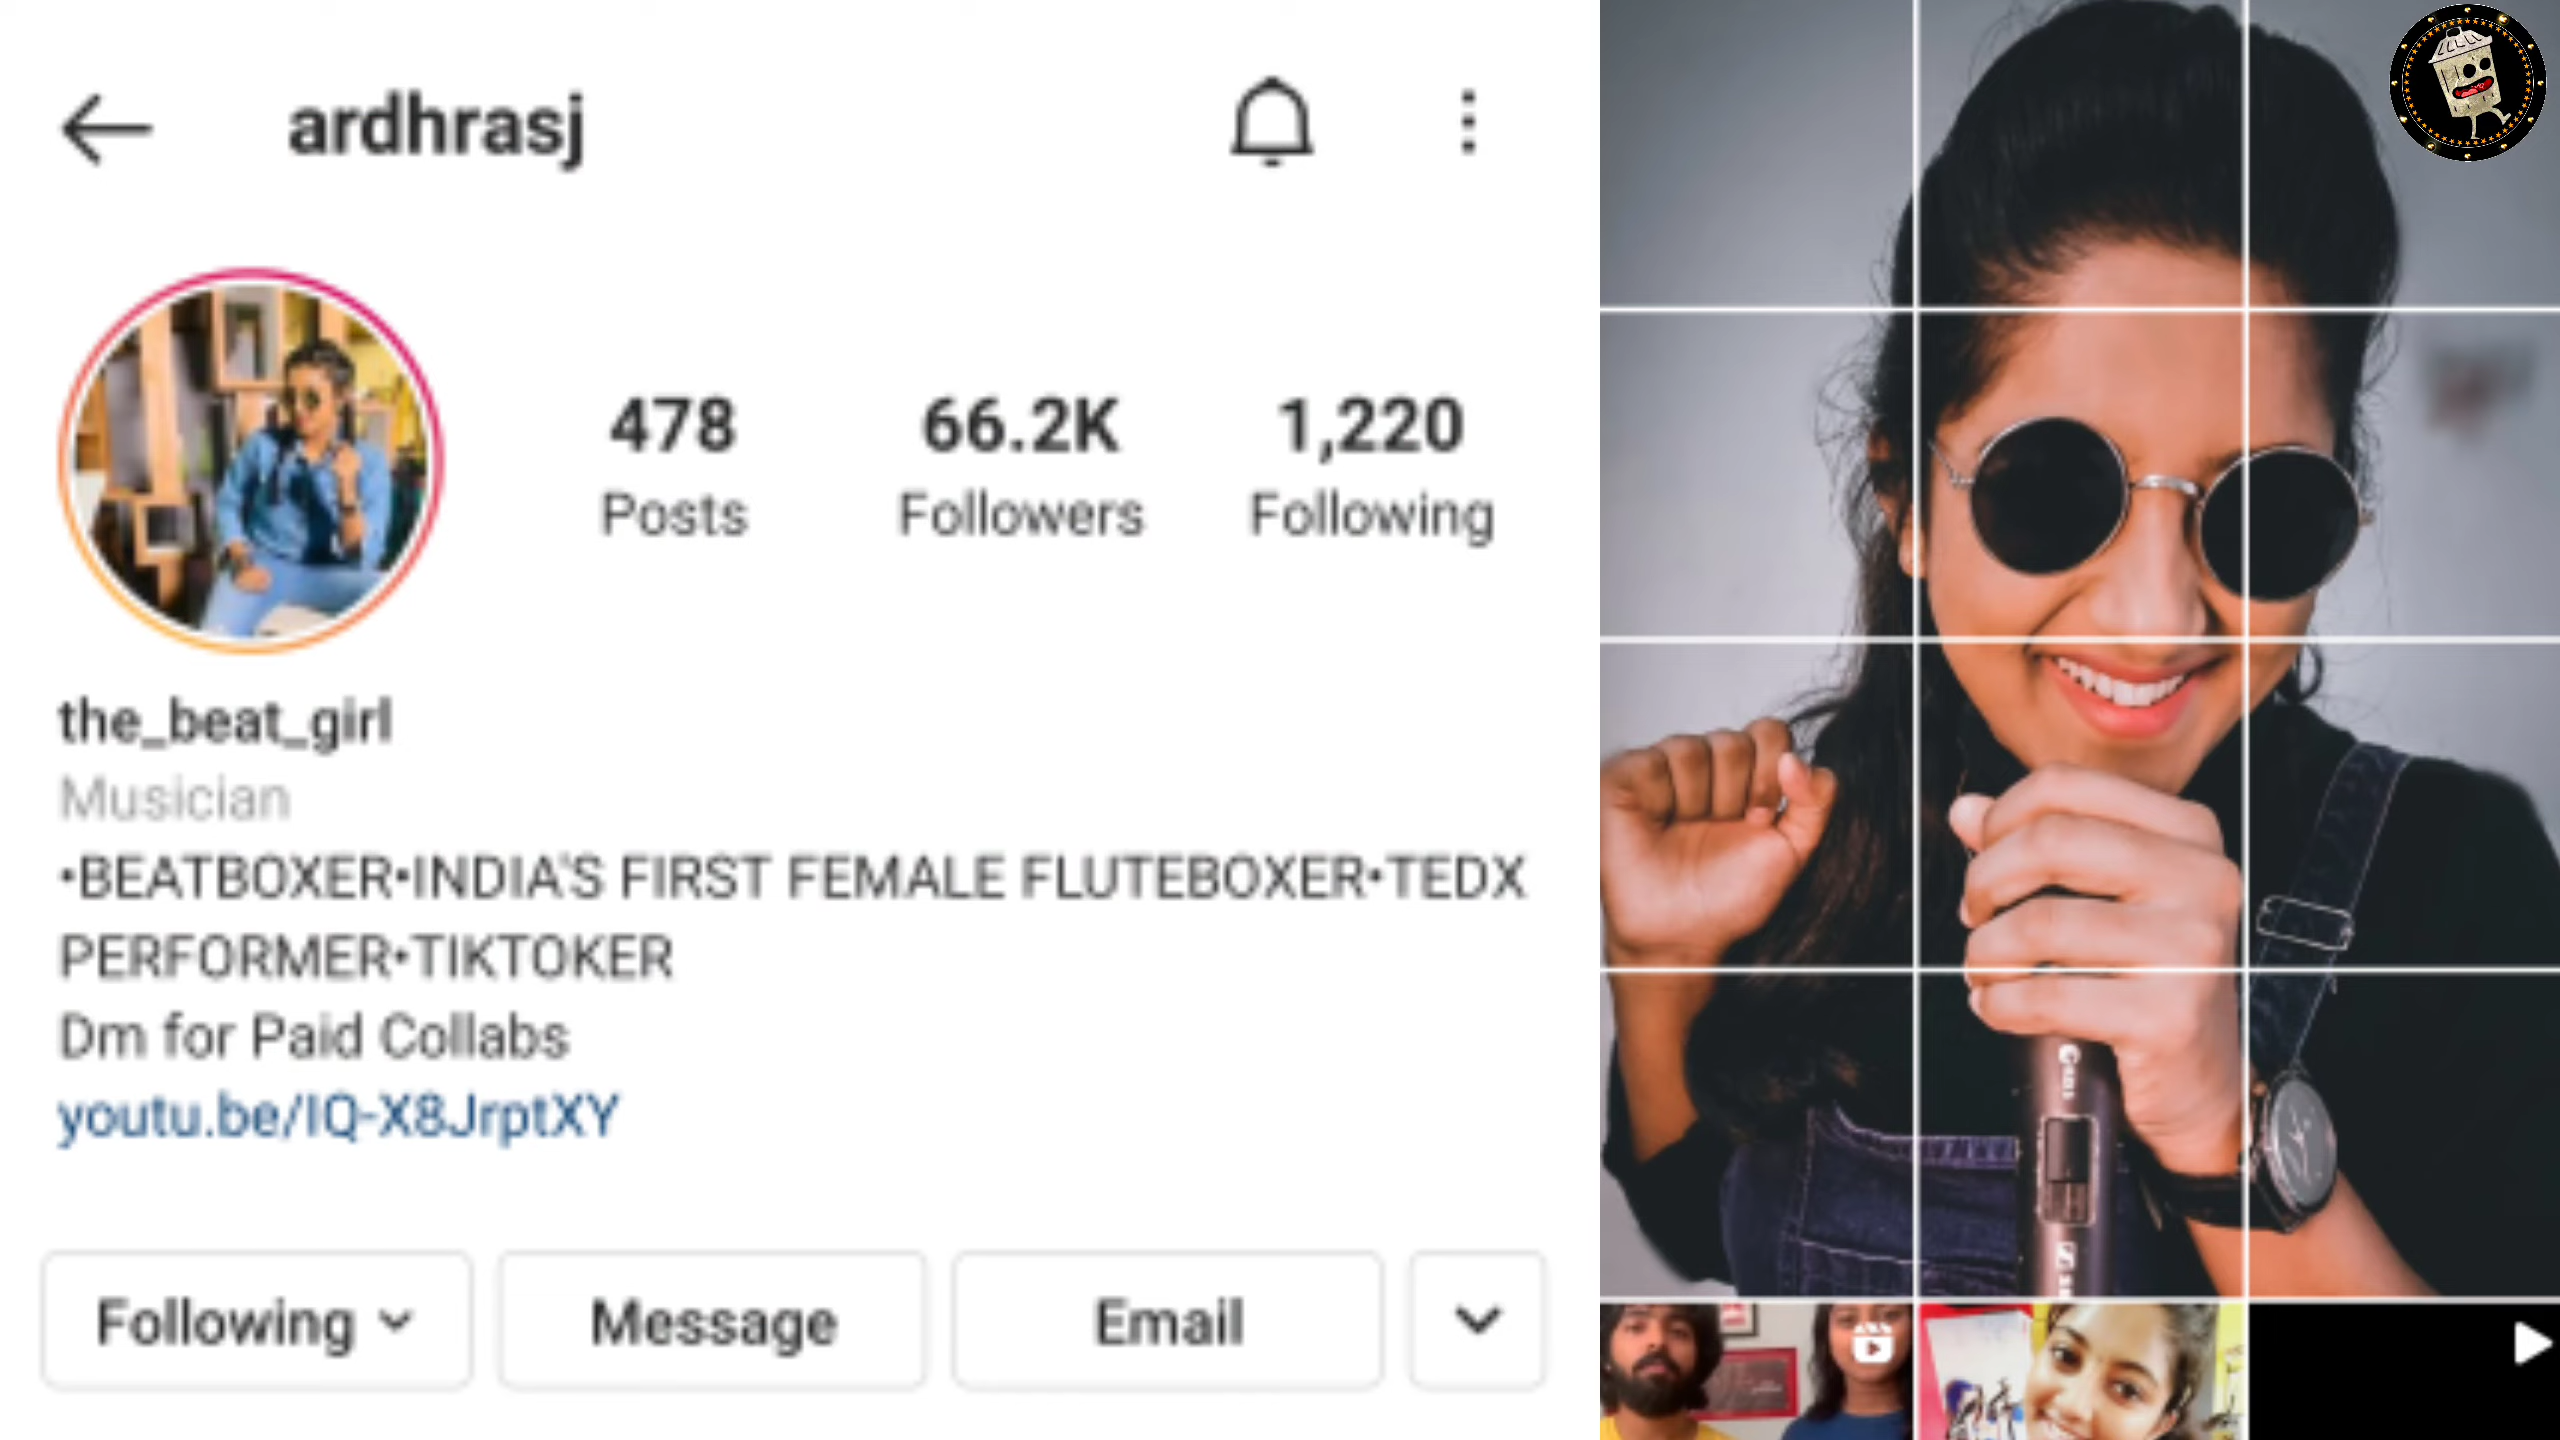 ardhrasj
478
Posts
66.2K
Followers
1,220
Following
the_beat_girl
Musician
•BEATBOXER•INDIA'S FIRST FEMALE FLUTEBOXER•TEDX
PERFORMER•TIKTOKER
Dm for Paid Collabs
youtu.be/IQ-X8JrptXY
Following
Message
Email